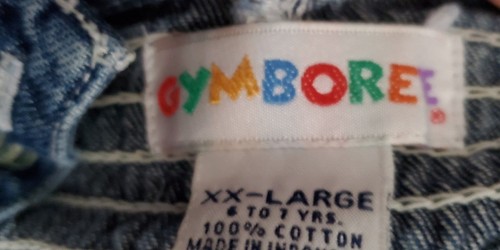 GYMBOREE®
XX-LARGE
6 TO 7 YRS.
100% COTTON
MADE IN